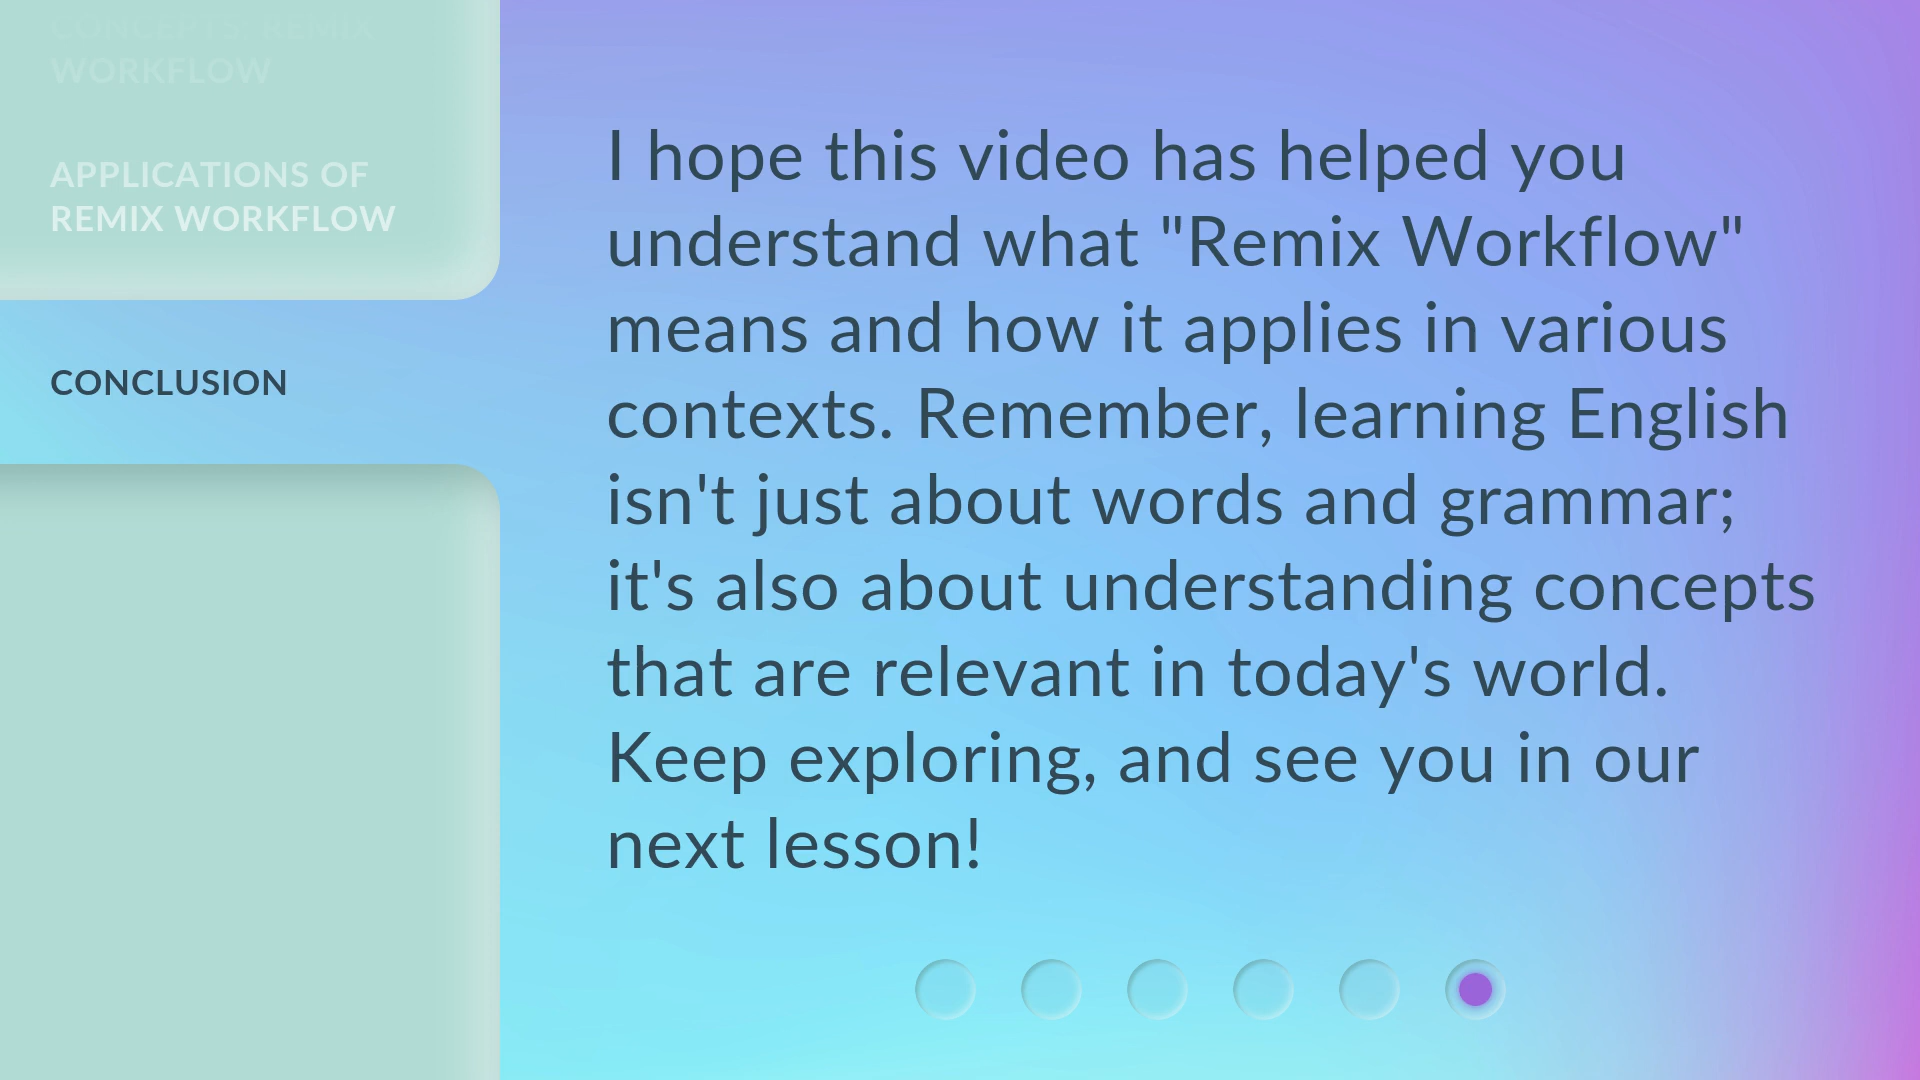 CONCEPTS: REMIX
WORKFLOW
APPLICATIONS OF
REMIX WORKFLOW
CONCLUSION
I hope this video has helped you
understand what "Remix Workflow"
means and how it applies in various
contexts. Remember, learning English
isn't just about words and grammar;
it's also about understanding concepts
that are relevant in today's world.
Keep exploring, and see you in our
next lesson!